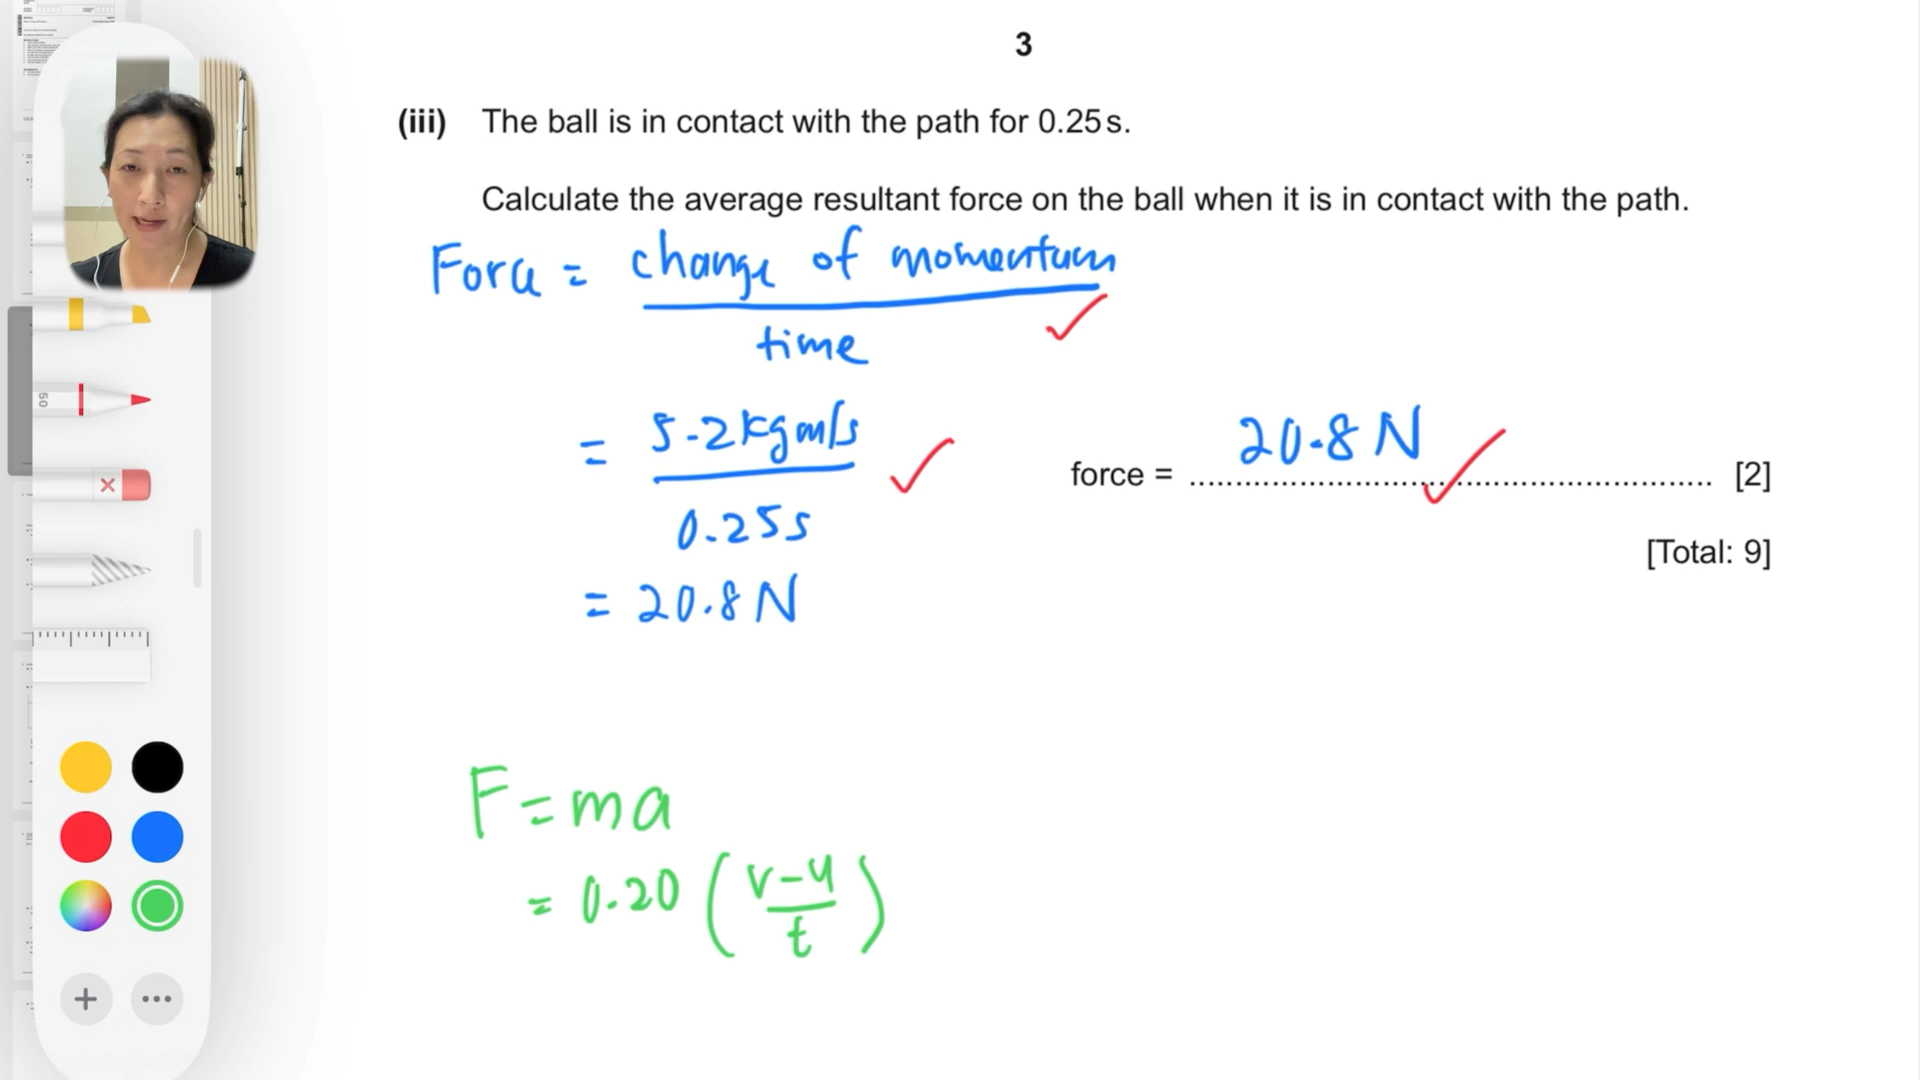 3
(iii) The ball is in contact with the path for 0.25 s.
Calculate the average resultant force on the ball when it is in contact with the path.
Force = change of momentum
time
= 5.2 kg m/s
0.25 s
= 20.8 N
20.8 N
force = ........................................................ [2]
[Total: 9]
F = ma
= 0.20 (v-u
t)
50